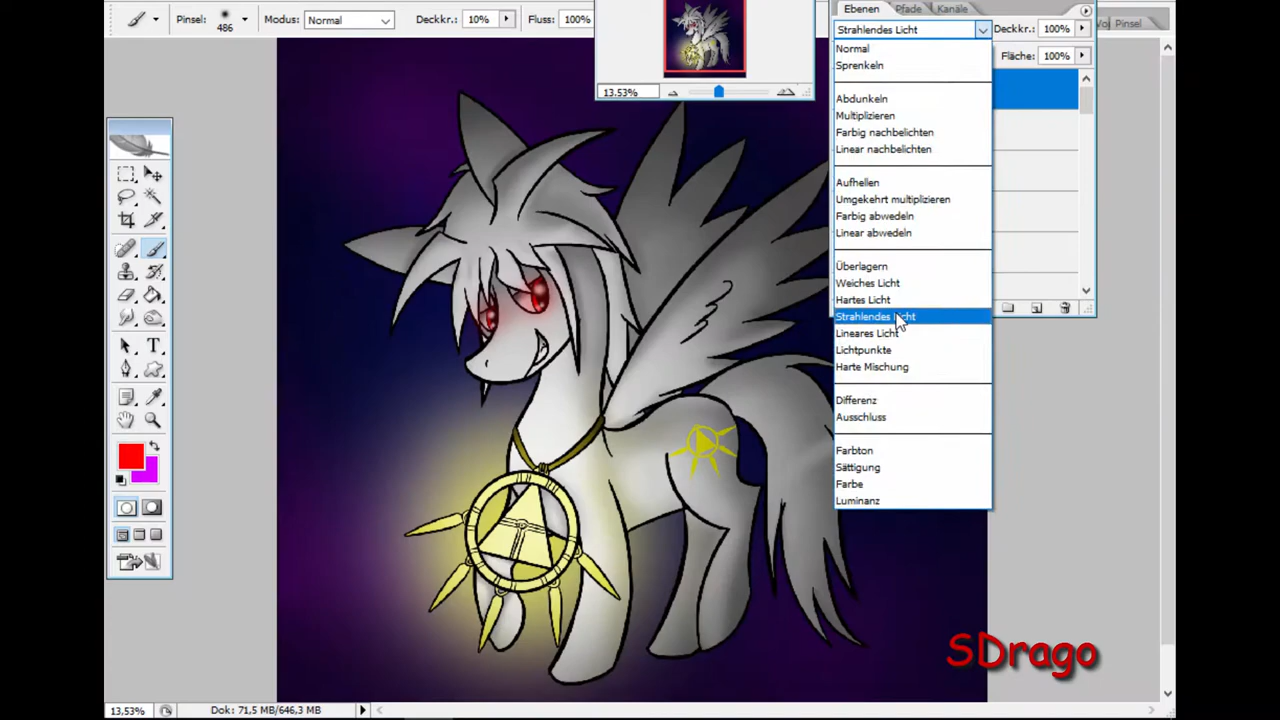 Pinsel: 486 Modus: Normal Deckkr.: 10% Fluss: 100%
13.53%
Ebenen Pfade Kanäle
Strahlendes Licht Deckkr.: 100%
Pinsel
Fläche: 100%
Normal
Sprenkeln
Abdunkeln
Multiplizieren
Farbig nachbelichten
Linear nachbelichten
Aufhellen
Umgekehrt multiplizieren
Farbig abwedeln
Linear abwedeln
Überlagern
Weiches Licht
Hartes Licht
Strahlendes Licht
Lineares Licht
Lichtpunkte
Harte Mischung
Differenz
Ausschluss
Farbton
Sättigung
Farbe
Luminanz
SDrago
13,53% Dok: 71,5 MB/646,3 MB